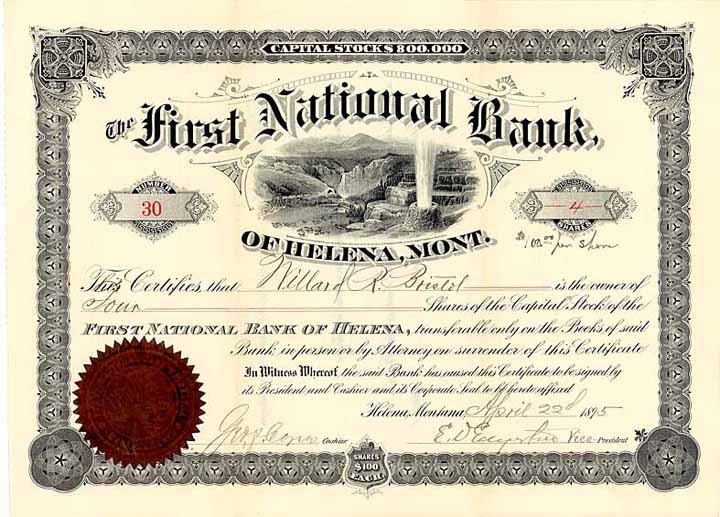 CAPITAL STOCK $800.000
The First National Bank,
NUMBER
30
4
SHARES
OF HELENA, MONT.
$100.00 per Share
This Certifies, that Willard R. Bristol is the owner of
Four Shares of the Capital Stock of the
FIRST NATIONAL BANK OF HELENA, transferable only on the Books of said
Bank in person or by Attorney on surrender of this Certificate
In Witness Whereof the said Bank has caused this Certificate to be signed by
its President and Cashier and its Corporate Seal to be hereto affixed
Helena, Montana, April 22d 1895
Cashier E. D. Vice President
SHARES
$100
EACH